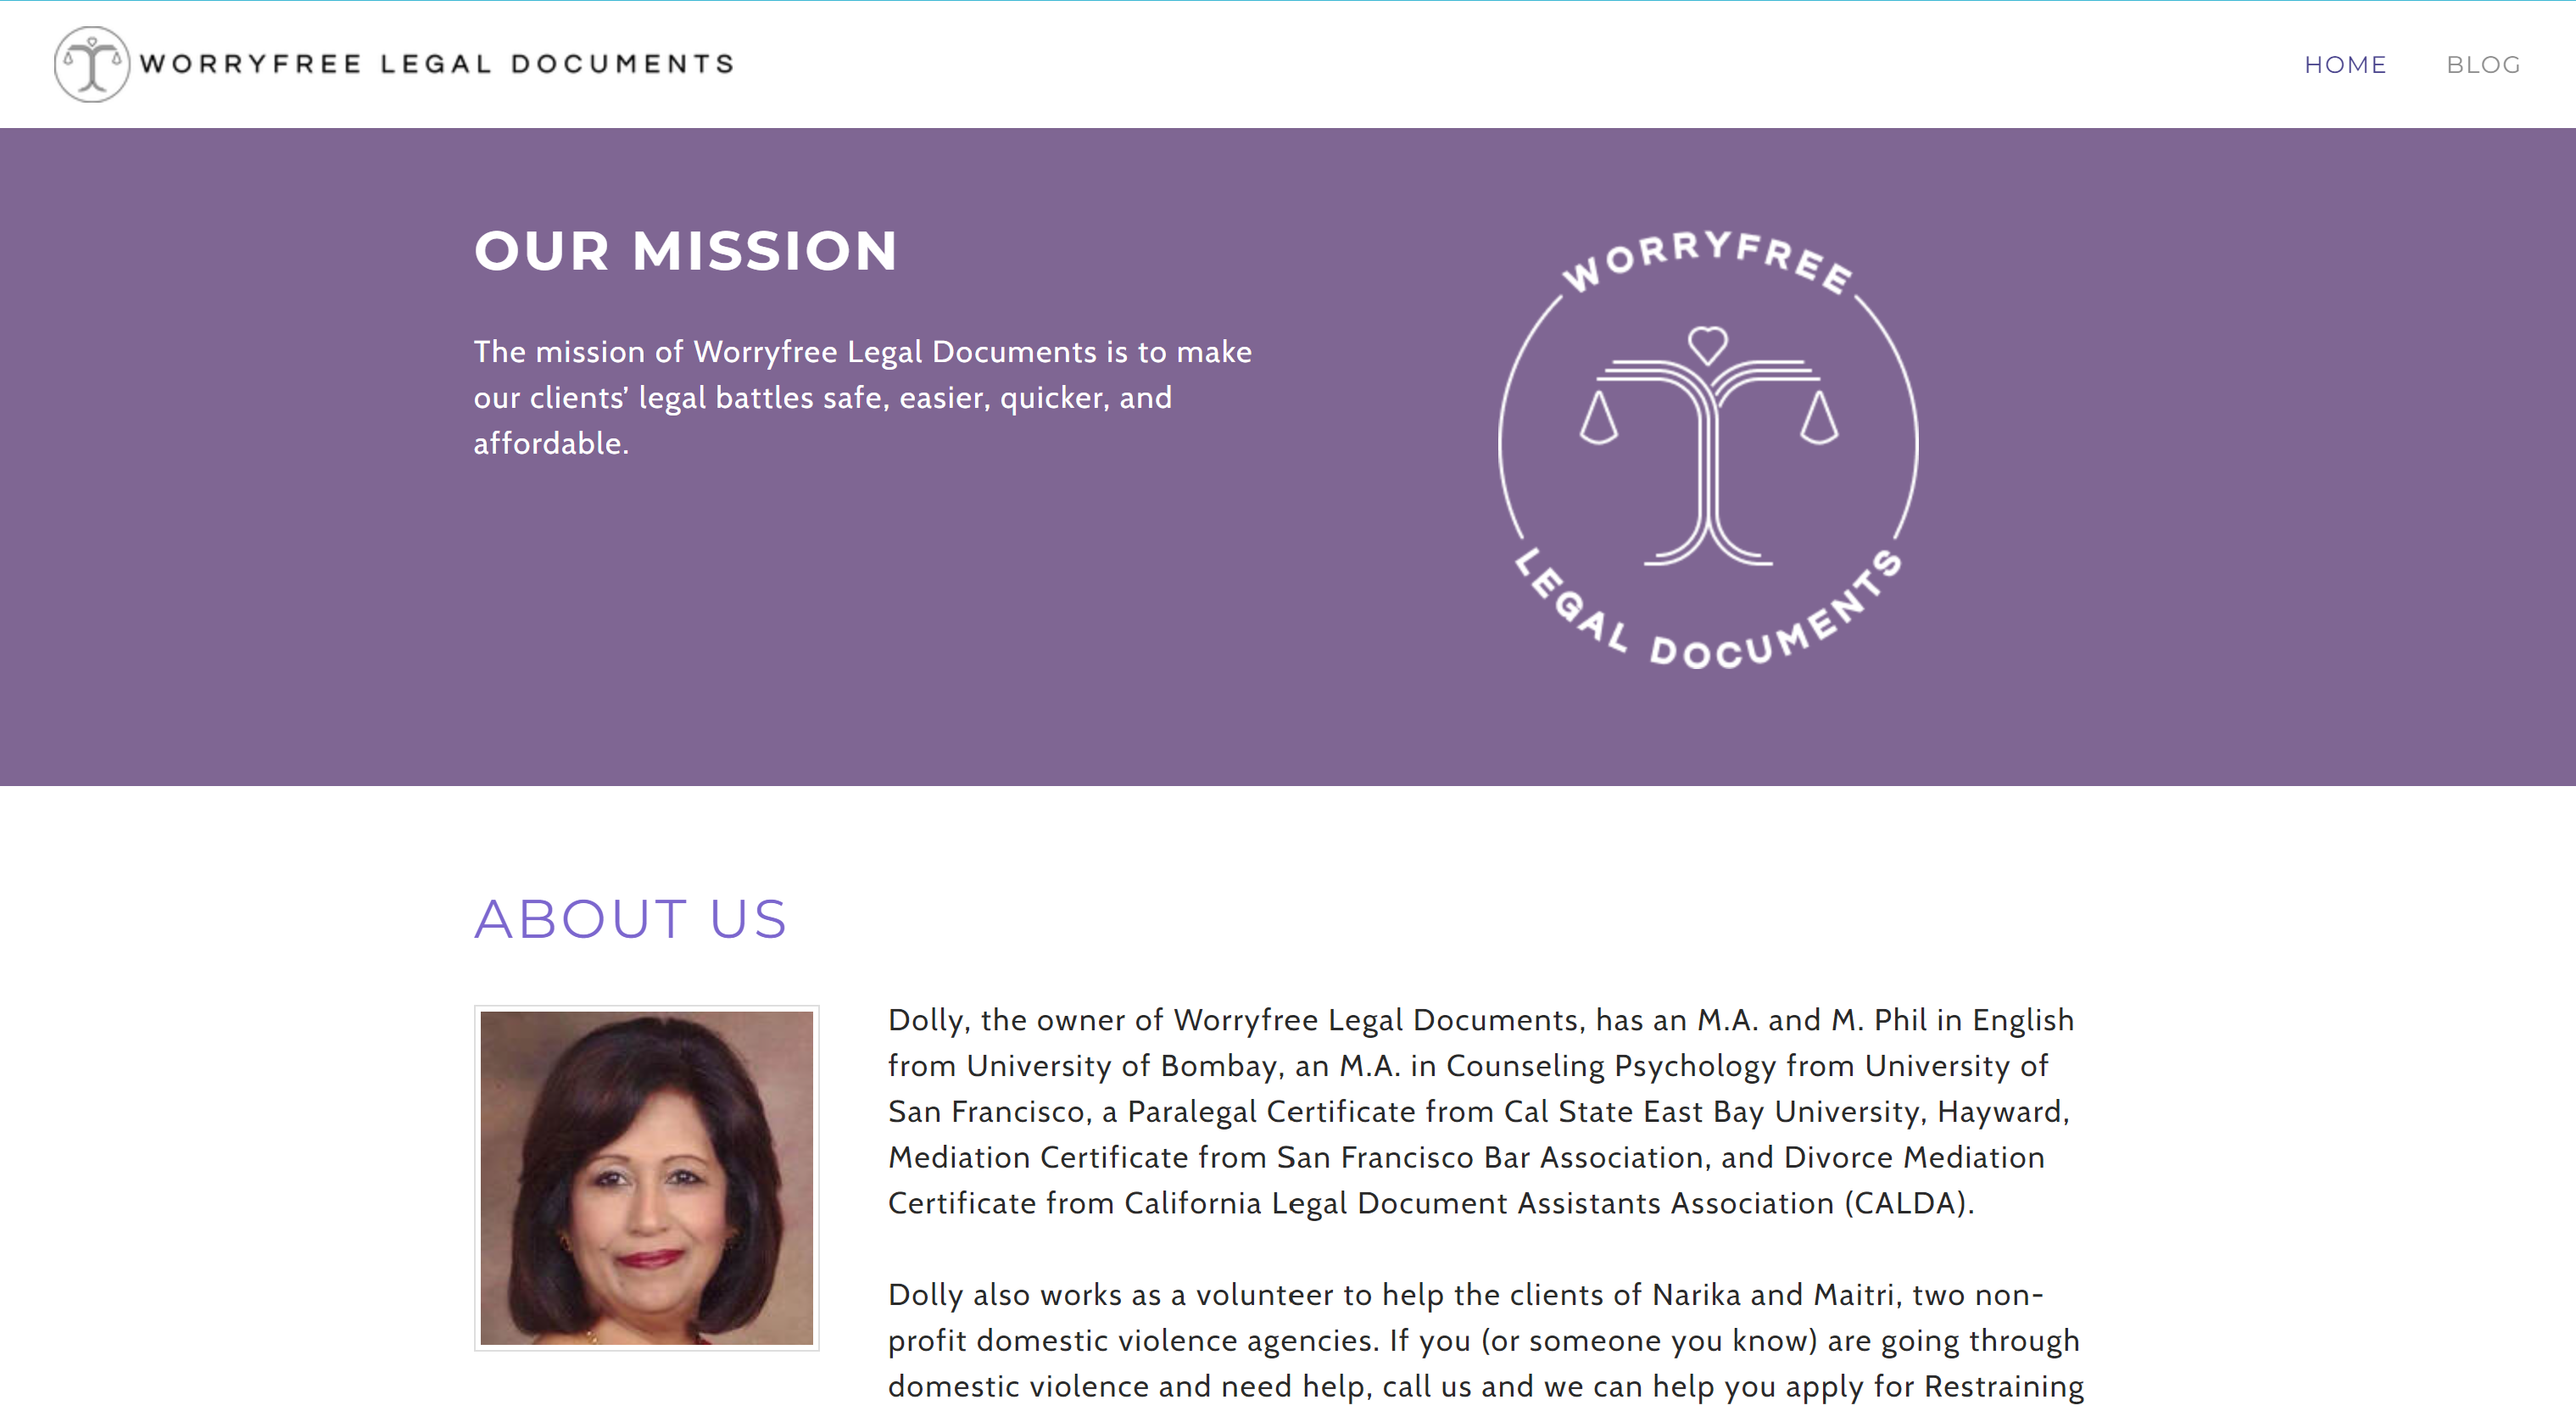 WORRYFREE LEGAL DOCUMENTS
HOME
BLOG
OUR MISSION
The mission of Worryfree Legal Documents is to make
our clients’ legal battles safe, easier, quicker, and
affordable.
WORRYFREE
LEGAL DOCUMENTS
ABOUT US
Dolly, the owner of Worryfree Legal Documents, has an M.A. and M. Phil in English
from University of Bombay, an M.A. in Counseling Psychology from University of
San Francisco, a Paralegal Certificate from Cal State East Bay University, Hayward,
Mediation Certificate from San Francisco Bar Association, and Divorce Mediation
Certificate from California Legal Document Assistants Association (CALDA).
Dolly also works as a volunteer to help the clients of Narika and Maitri, two non-
profit domestic violence agencies. If you (or someone you know) are going through
domestic violence and need help, call us and we can help you apply for Restraining